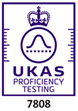 UKAS
PROFICIENCY
TESTING
7808